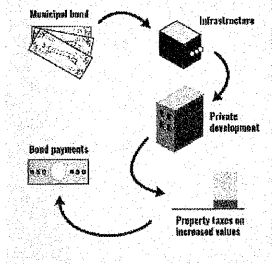 Municipal bond
Infrastructure
Private
development
Bond payments
Property taxes on
increased values